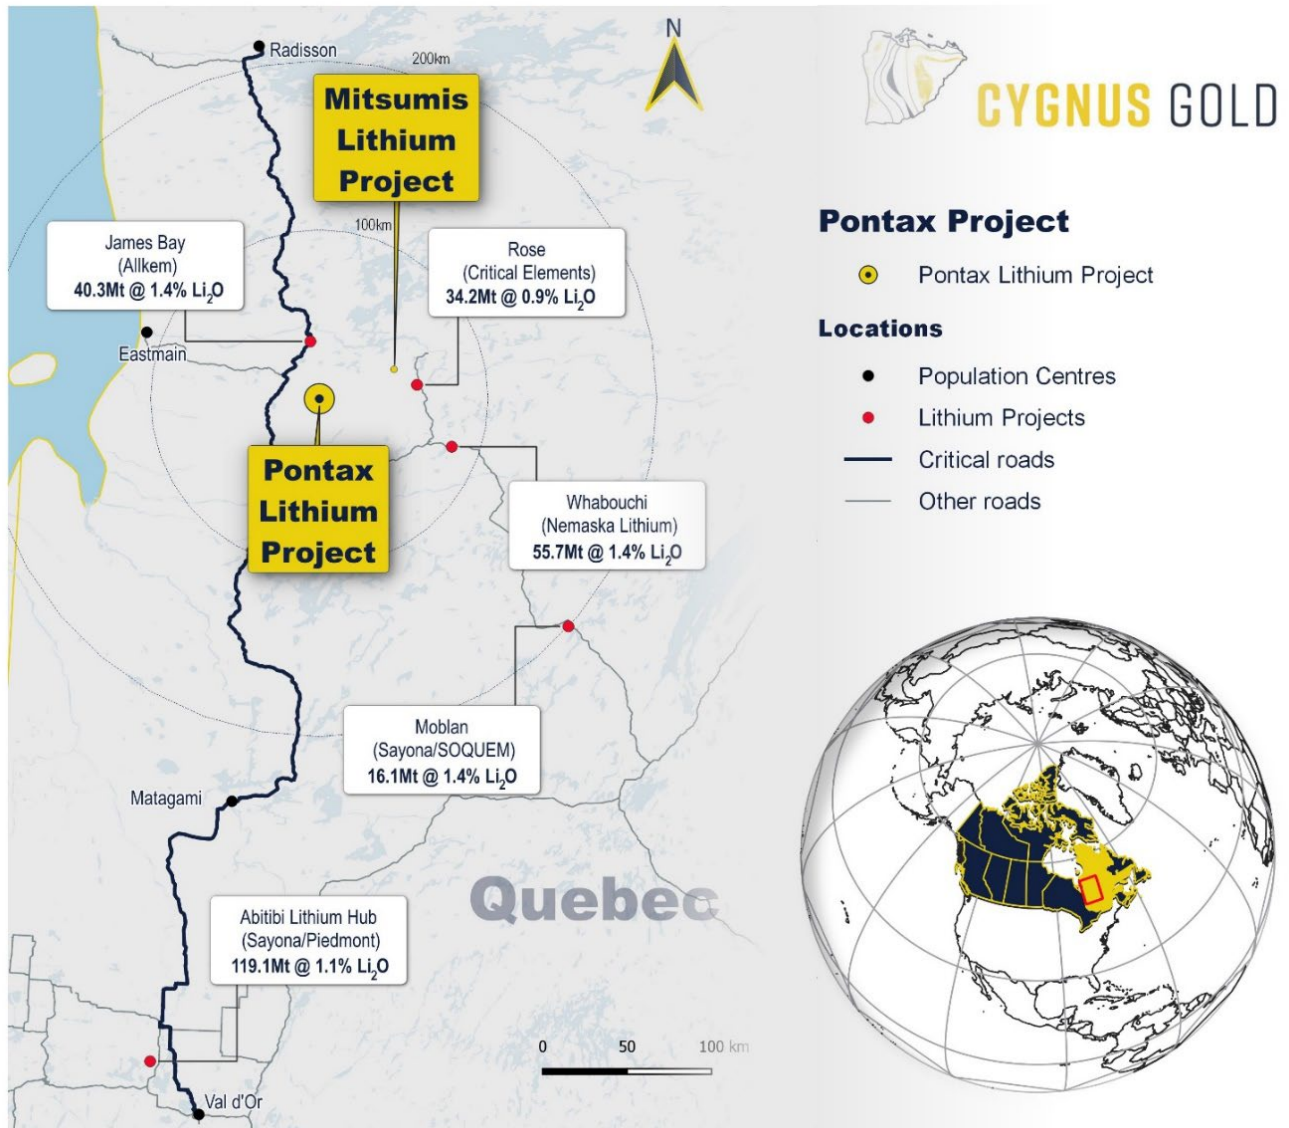 Radisson
200km
N
Mitsumis
Lithium
Project
100km
James Bay
(Allkem)
40.3Mt @ 1.4% Li₂O
Rose
(Critical Elements)
34.2Mt @ 0.9% Li₂O
Eastmain
Pontax
Lithium
Project
Whabouchi
(Nemaska Lithium)
55.7Mt @ 1.4% Li₂O
Moblan
(Sayona/SOQUEM)
16.1Mt @ 1.4% Li₂O
Matagami
Quebec
Abitibi Lithium Hub
(Sayona/Piedmont)
119.1Mt @ 1.1% Li₂O
0 50 100 km
Val d'Or
CYGNUS GOLD
Pontax Project
Pontax Lithium Project
Locations
Population Centres
Lithium Projects
Critical roads
Other roads